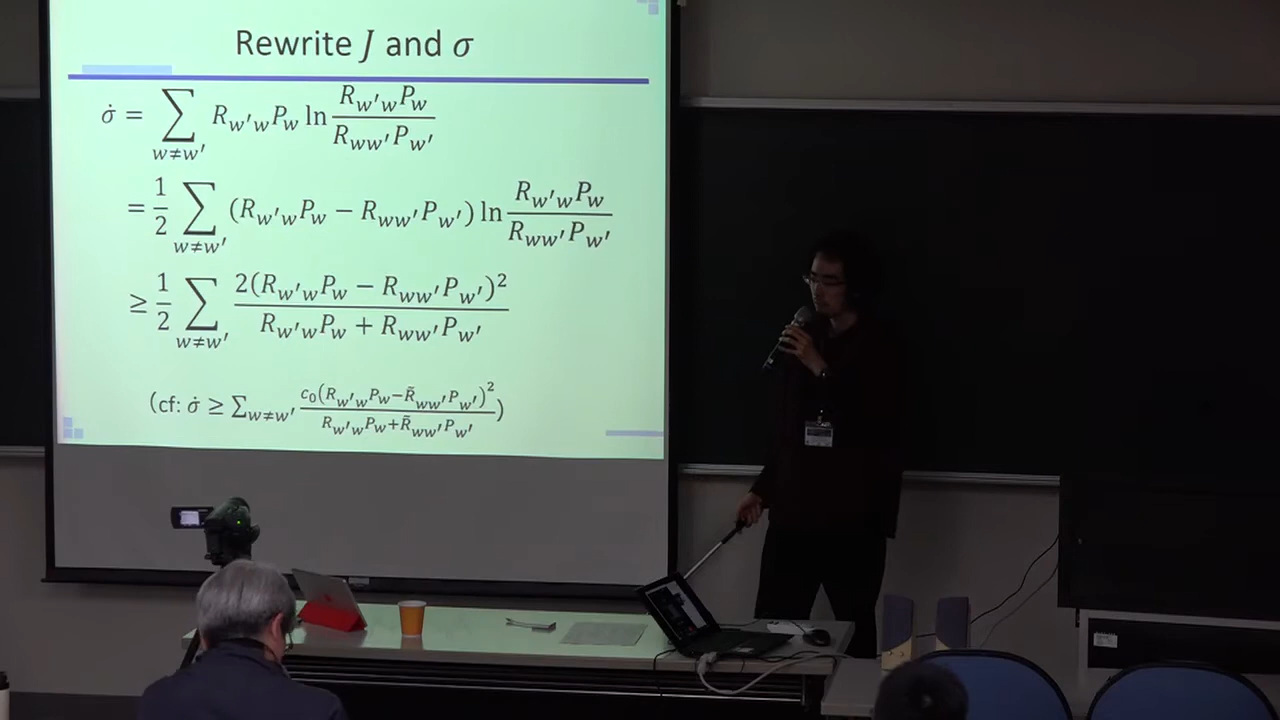 Rewrite J and σ
σ̇ = ∑_{w≠w′} R_{w′w}P_w ln (R_{w′w}P_w / R_{ww′}P_{w′})
= 1/2 ∑_{w≠w′} (R_{w′w}P_w − R_{ww′}P_{w′}) ln (R_{w′w}P_w / R_{ww′}P_{w′})
≥ 1/2 ∑_{w≠w′} 2(R_{w′w}P_w − R_{ww′}P_{w′})² / (R_{w′w}P_w + R_{ww′}P_{w′})
(cf: σ̇ ≥ ∑_{w≠w′} c₀(R_{w′w}P_w−R̃_{ww′}P_{w′})² / (R_{w′w}P_w+R̃_{ww′}P_{w′}))